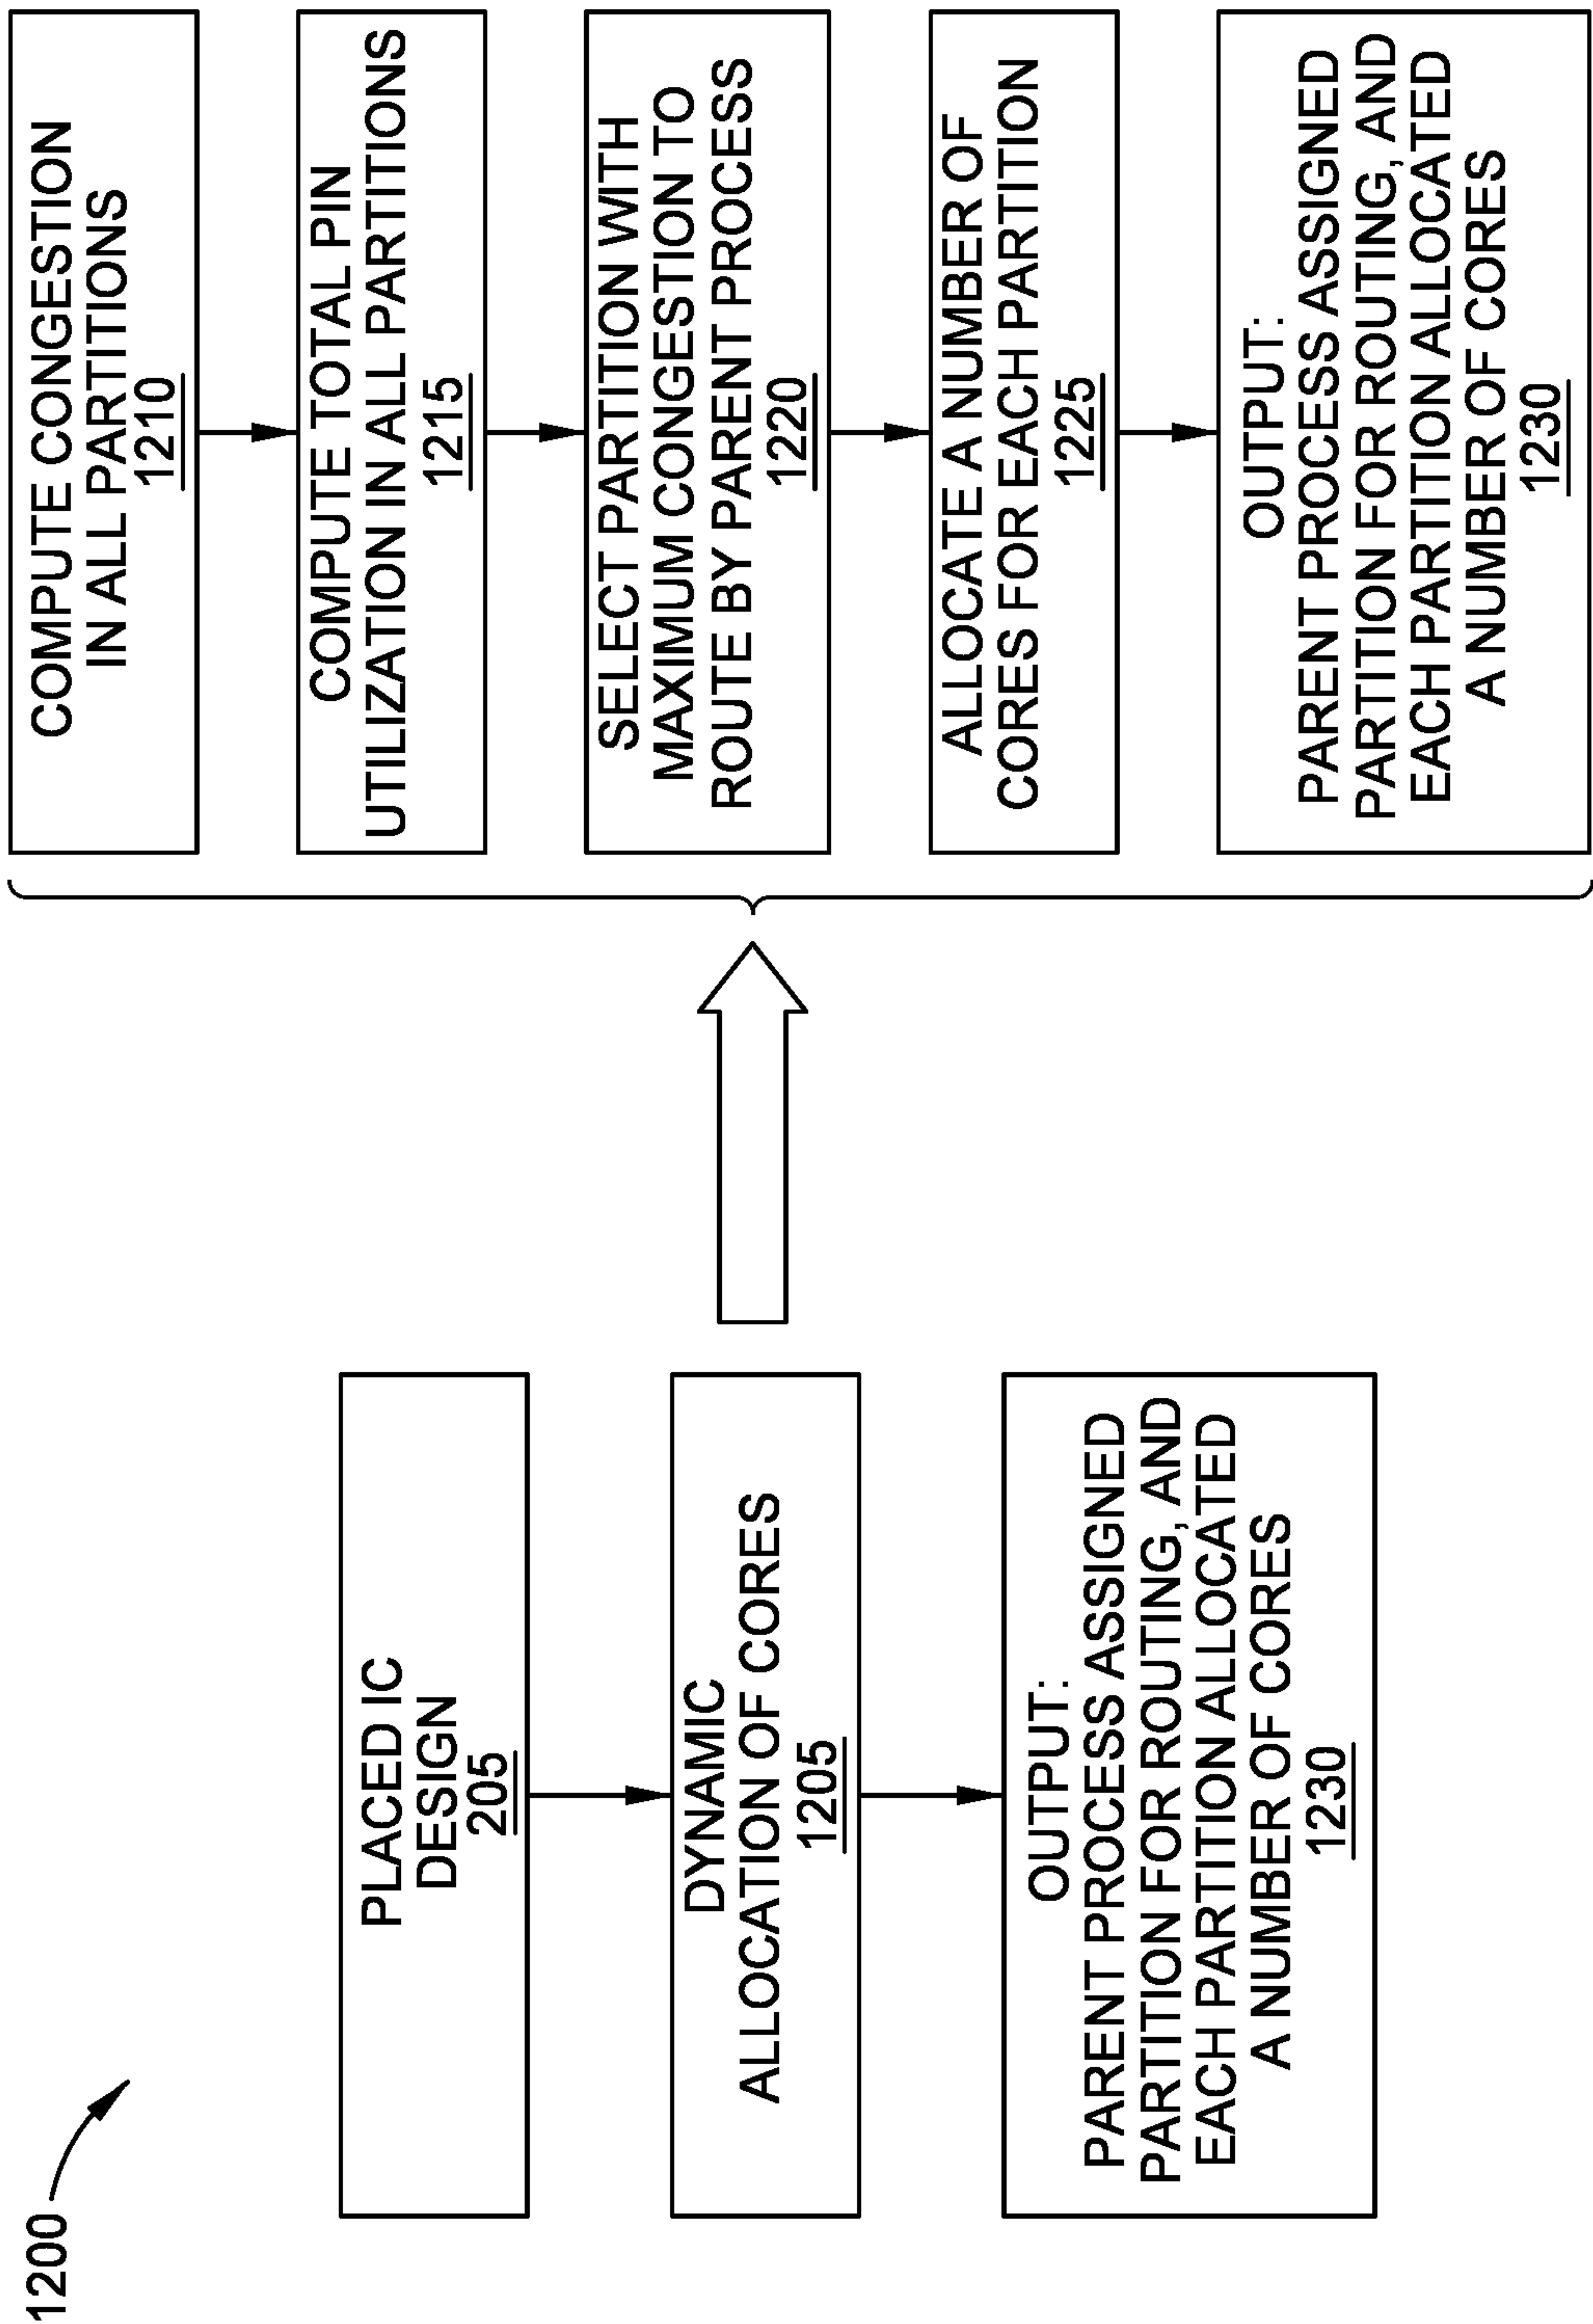 1200
PLACED IC
DESIGN
205
DYNAMIC
ALLOCATION OF CORES
1205
OUTPUT:
PARENT PROCESS ASSIGNED
PARTITION FOR ROUTING, AND
EACH PARTITION ALLOCATED
A NUMBER OF CORES
1230
COMPUTE CONGESTION
IN ALL PARTITIONS
1210
COMPUTE TOTAL PIN
UTILIZATION IN ALL PARTITIONS
1215
SELECT PARTITION WITH
MAXIMUM CONGESTION TO
ROUTE BY PARENT PROCESS
1220
ALLOCATE A NUMBER OF
CORES FOR EACH PARTITION
1225
OUTPUT:
PARENT PROCESS ASSIGNED
PARTITION FOR ROUTING, AND
EACH PARTITION ALLOCATED
A NUMBER OF CORES
1230